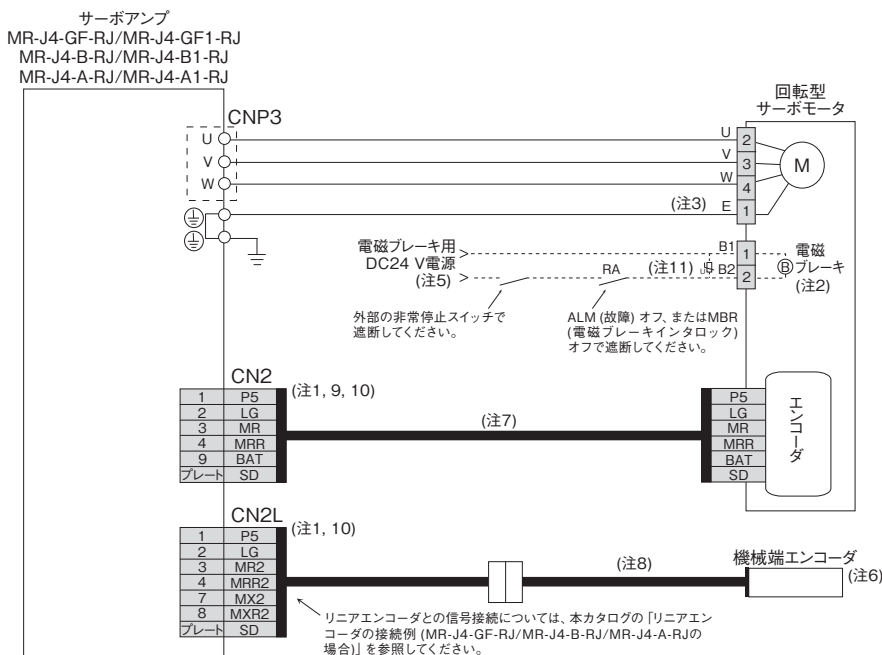 サーボアンプ
MR-J4-GF-RJ/MR-J4-GF1-RJ
MR-J4-B-RJ/MR-J4-B1-RJ
MR-J4-A-RJ/MR-J4-A1-RJ
回転型
サーボモータ
CNP3
U
V
W
U 2
V 3
W 4
(注3) E 1
M
電磁ブレーキ用
DC24 V電源
(注5)
RA
(注11)
U
B1 1
B2 2
B
電磁
ブレーキ
(注2)
外部の非常停止スイッチで
遮断してください。
ALM (故障) オフ、またはMBR
(電磁ブレーキインタロック)
オフで遮断してください。
CN2
(注1, 9, 10)
1 P5
2 LG
3 MR
4 MRR
9 BAT
プレート SD
(注7)
P5
LG
MR
MRR
BAT
SD
エンコーダ
CN2L
(注1, 10)
1 P5
2 LG
3 MR2
4 MRR2
7 MX2
8 MXR2
プレート SD
(注8)
機械端エンコーダ
(注6)
リニアエンコーダとの信号接続については、本カタログの「リニアエン
コーダの接続例 (MR-J4-GF-RJ/MR-J4-B-RJ/MR-J4-A-RJの
場合)」を参照してください。